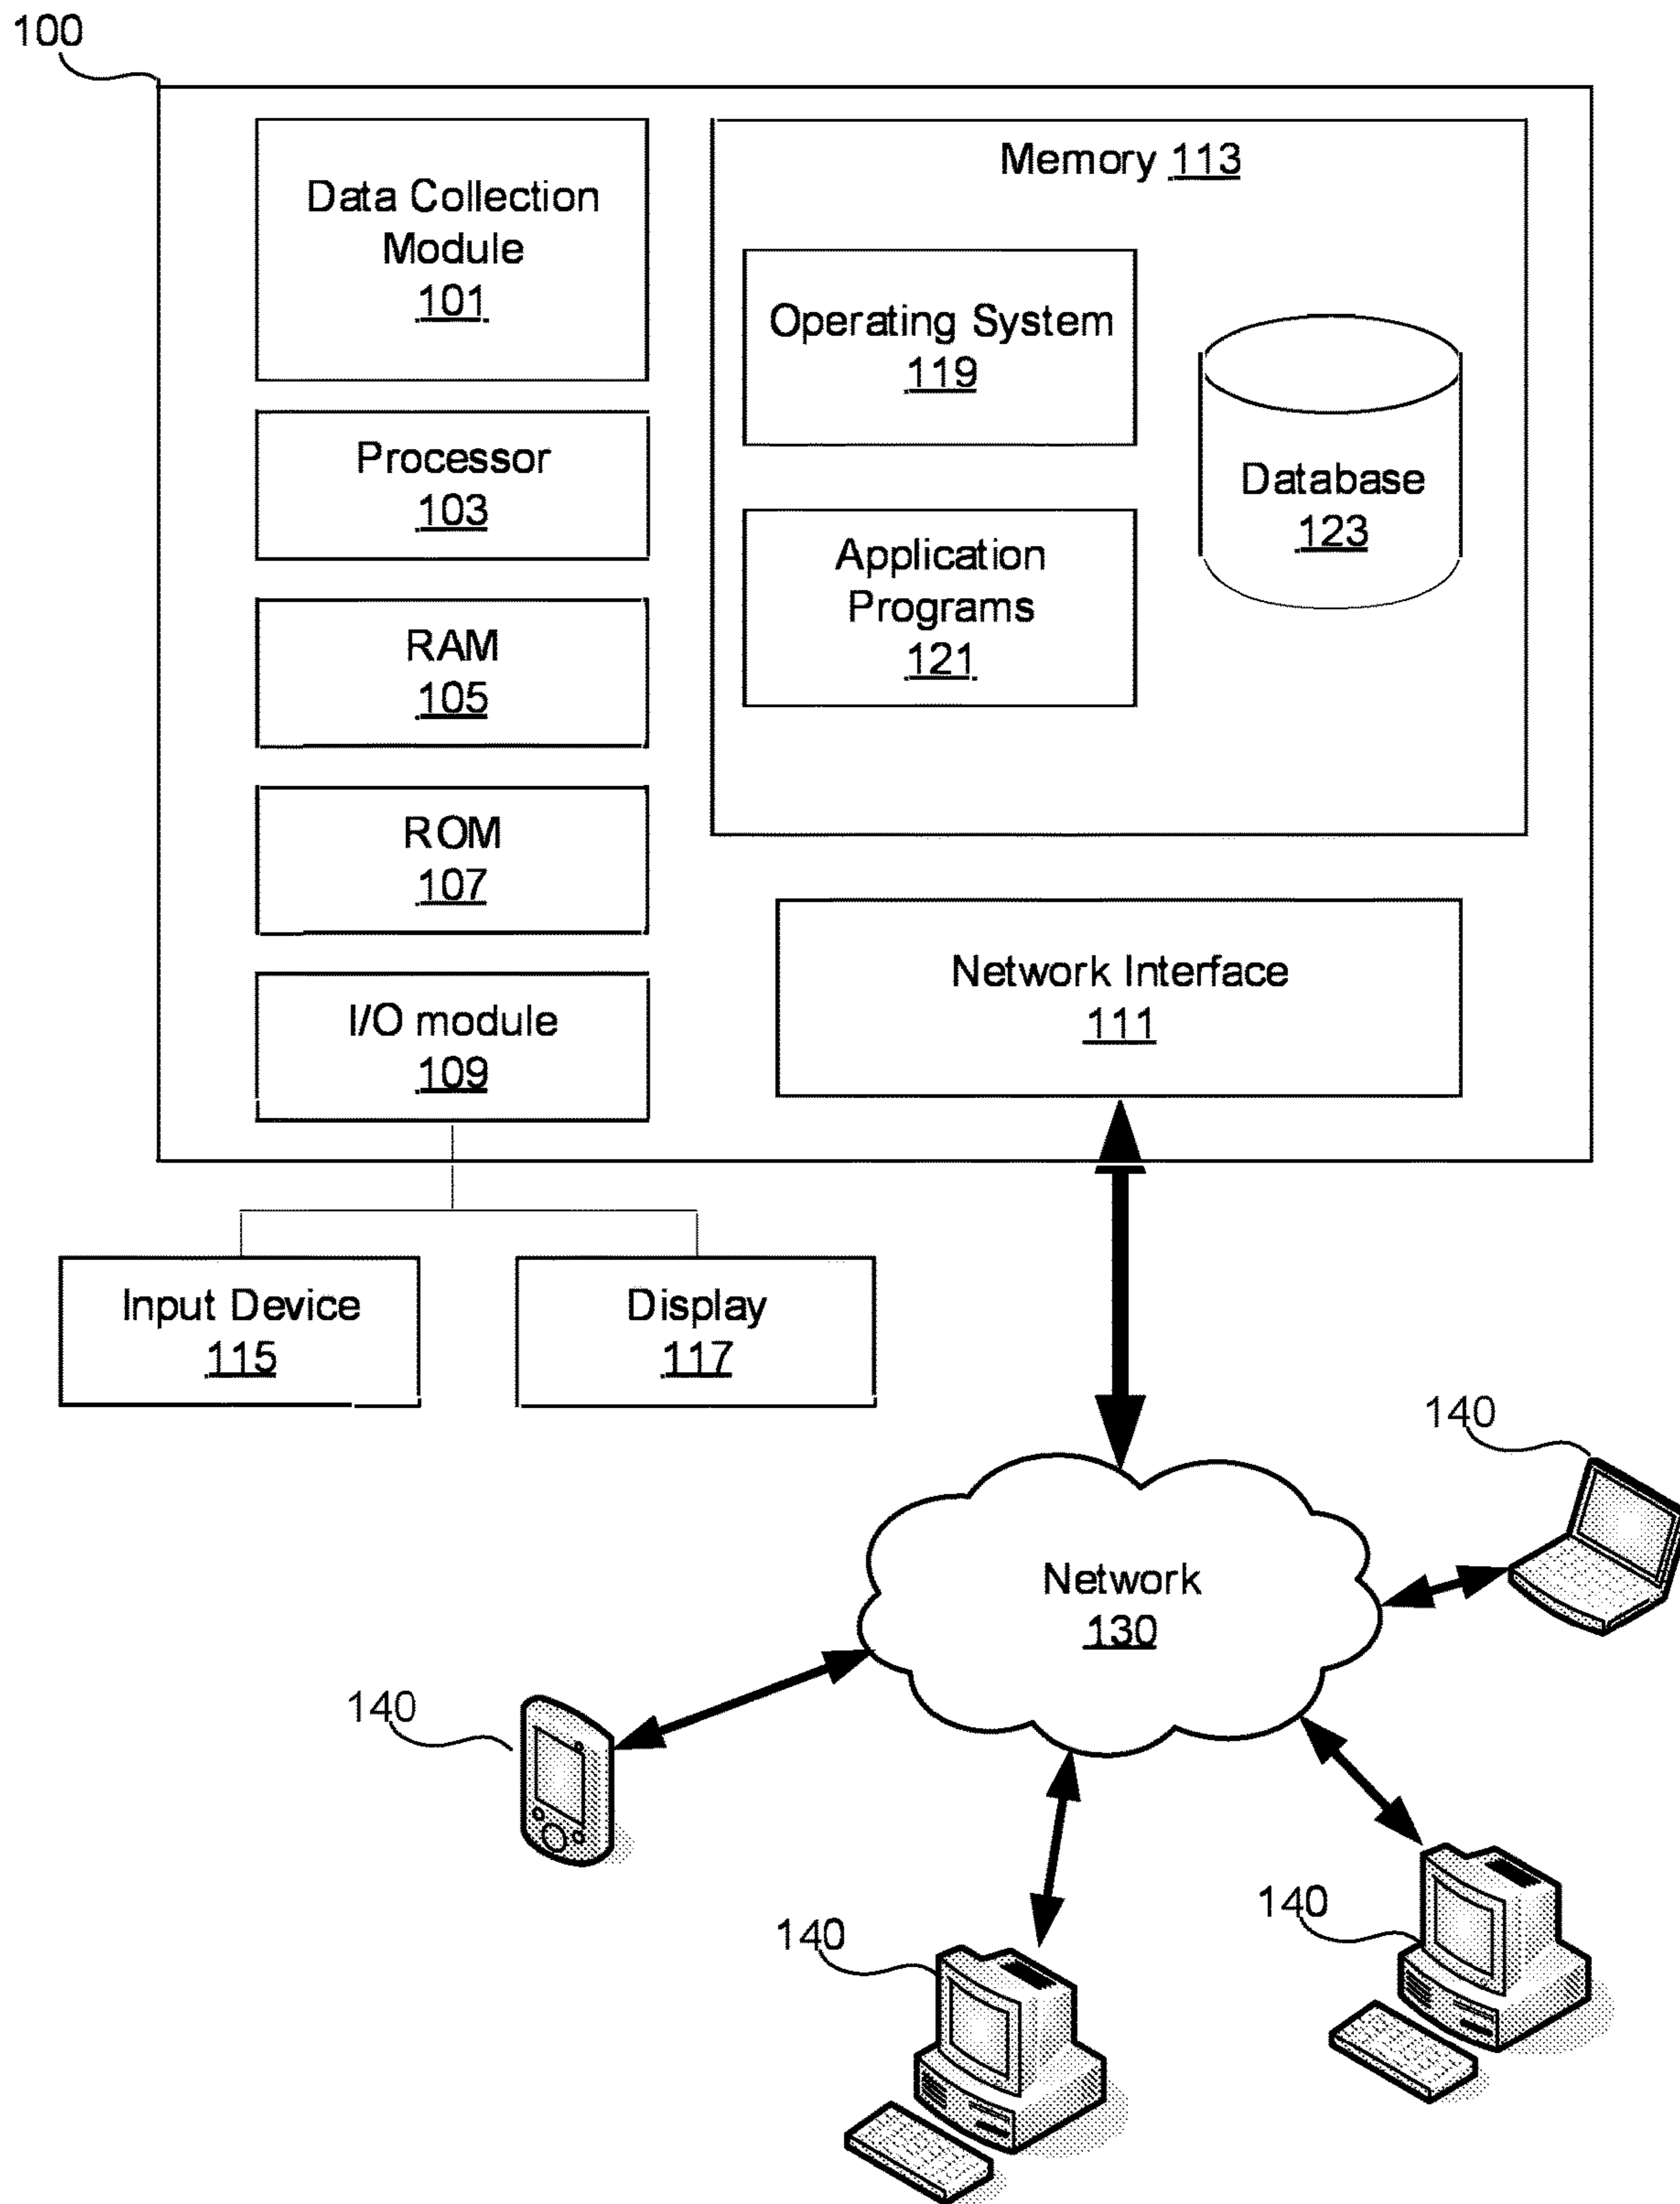 100
Data Collection
Module
101
Processor
103
RAM
105
ROM
107
I/O module
109
Memory 113
Operating System
119
Application
Programs
121
Database
123
Network Interface
111
Input Device
115
Display
117
Network
130
140
140
140
140